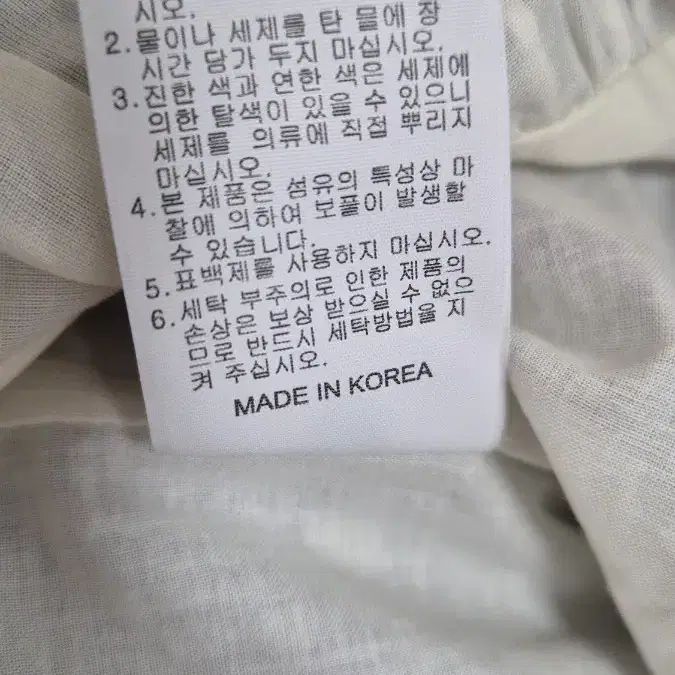 시오.
2. 물이나 세제를 탄 물에 장
시간 당가 두지 마십시오.
3. 진한 색과 연한 색은 세제에
의한 탈색이 있을 수 있으니
세제를 의류에 직접 뿌리지
마십시오.
4. 본 제품은 섬유의 특성상 마
찰에 의하여 보풀이 발생할
수 있습니다.
5. 표백제를 사용하지 마십시오.
6. 세탁 부주의로 인한 제품의
손상은 보상 받으실 수 없으
므로 반드시 세탁방법을 지
켜 주십시오.
MADE IN KOREA